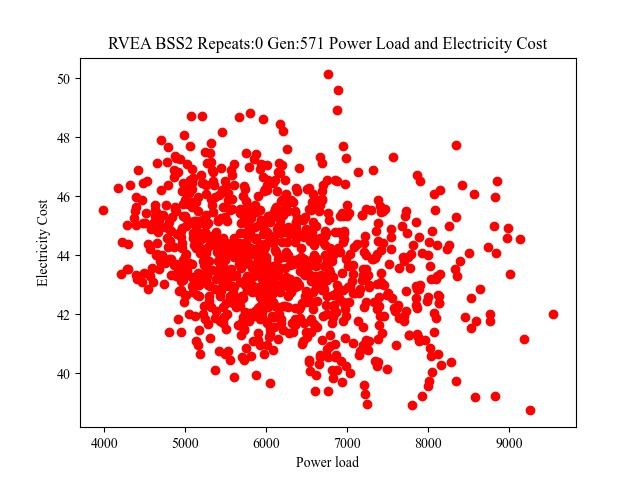 RVEA BSS2 Repeats:0 Gen:571 Power Load and Electricity Cost
50
48
46
44
42
40
Electricity Cost
4000 5000 6000 7000 8000 9000
Power load